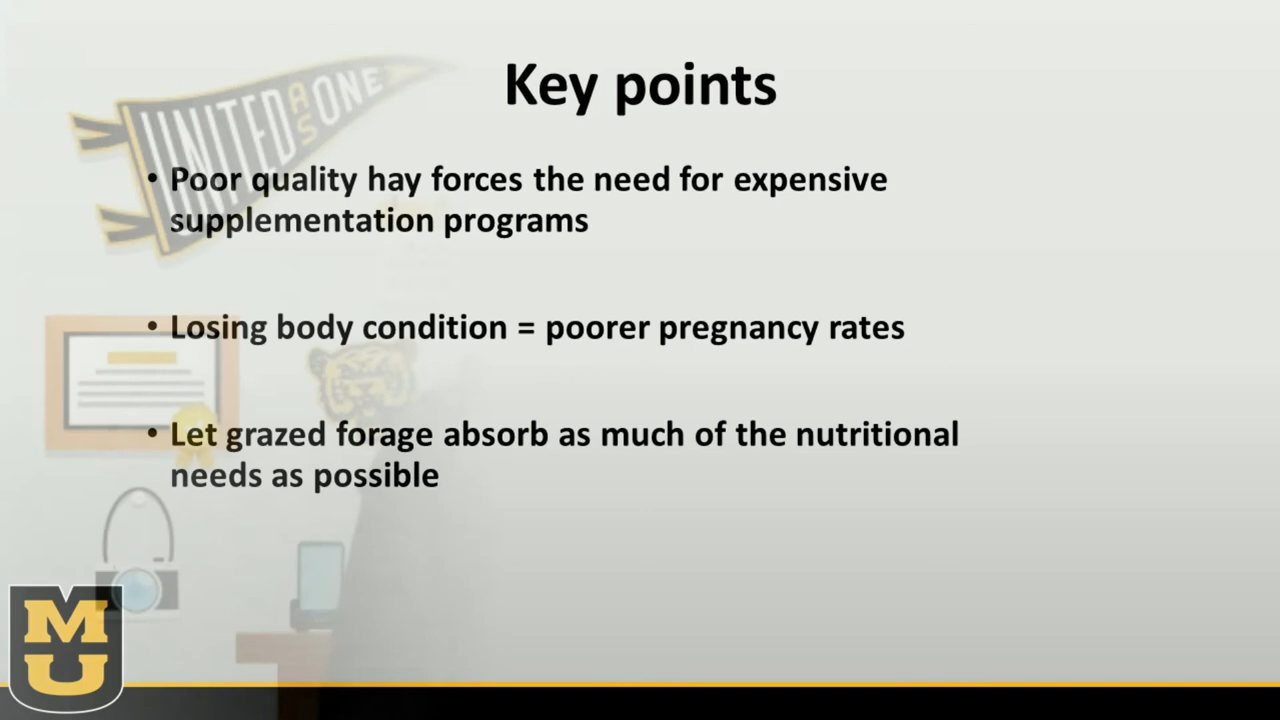 Key points
UNITED AS ONE
• Poor quality hay forces the need for expensive
supplementation programs
• Losing body condition = poorer pregnancy rates
• Let grazed forage absorb as much of the nutritional
needs as possible
MU